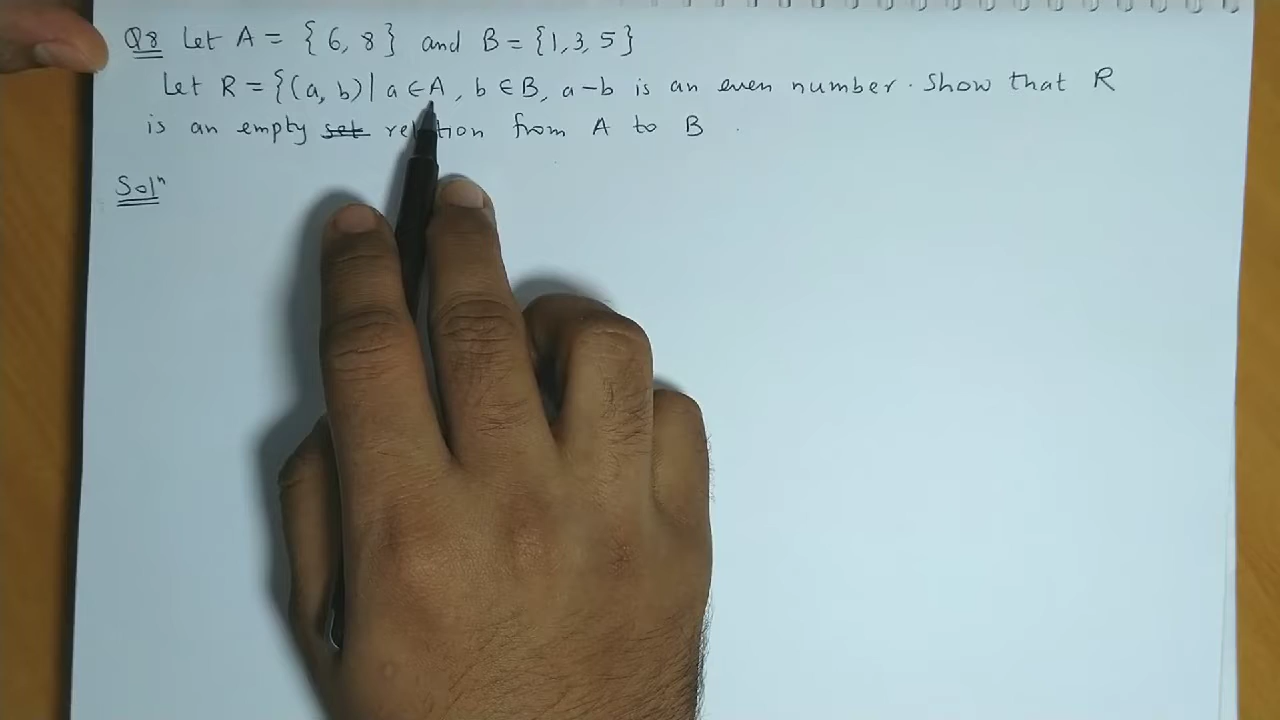 Q8 Let A = { 6, 8 } and B = {1, 3, 5}
Let R = {(a, b) | a ∈ A, b ∈ B, a-b is an even number. Show that R
is an empty set relation from A to B.
Solⁿ